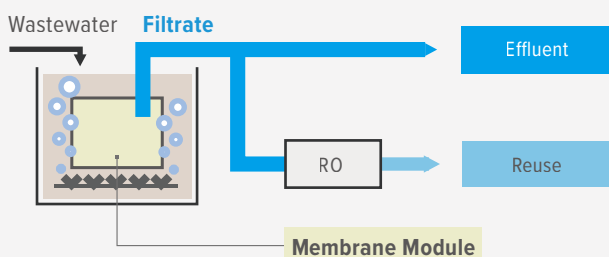 Wastewater Filtrate
Effluent
RO
Reuse
Membrane Module